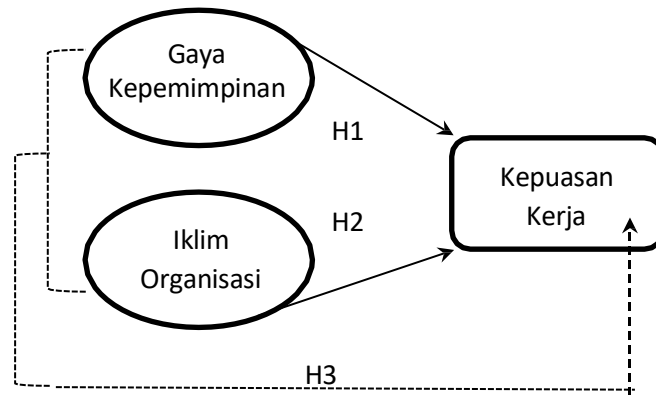 Gaya
Kepemimpinan
H1
Kepuasan
Kerja
H2
Iklim
Organisasi
H3